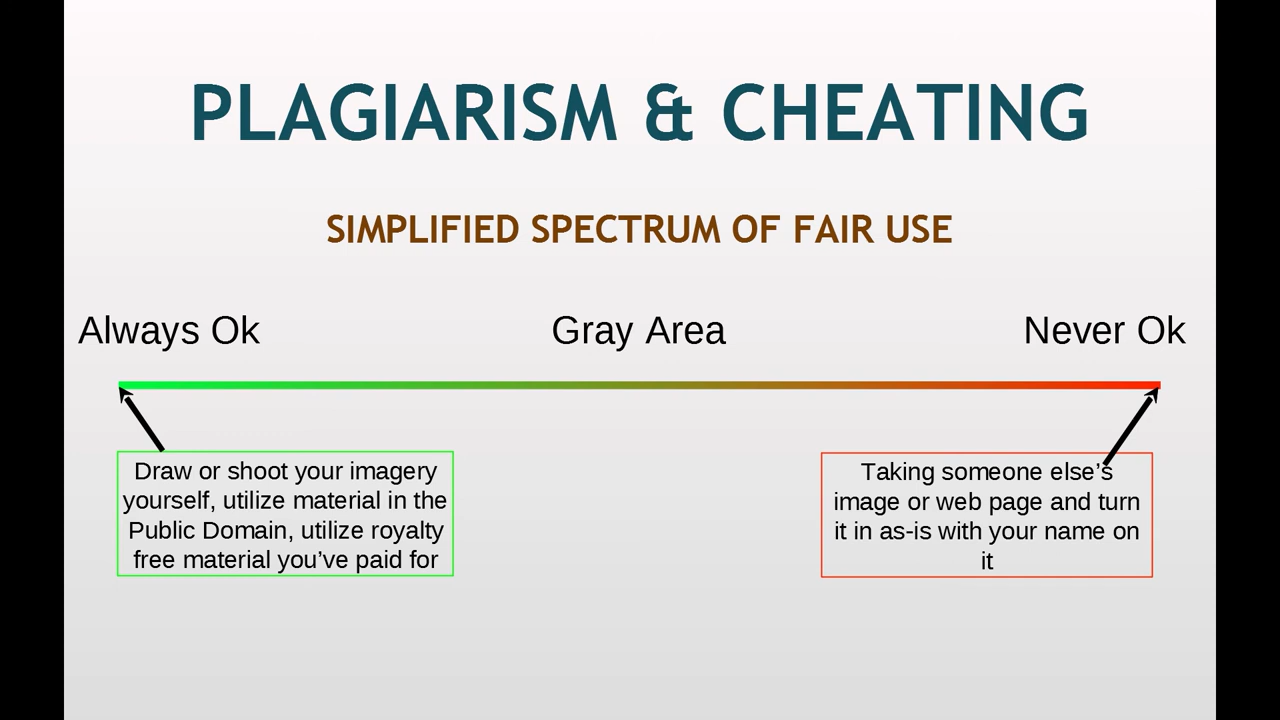 PLAGIARISM & CHEATING
SIMPLIFIED SPECTRUM OF FAIR USE
Always Ok
Gray Area
Never Ok
Draw or shoot your imagery
yourself, utilize material in the
Public Domain, utilize royalty
free material you’ve paid for
Taking someone else’s
image or web page and turn
it in as-is with your name on
it